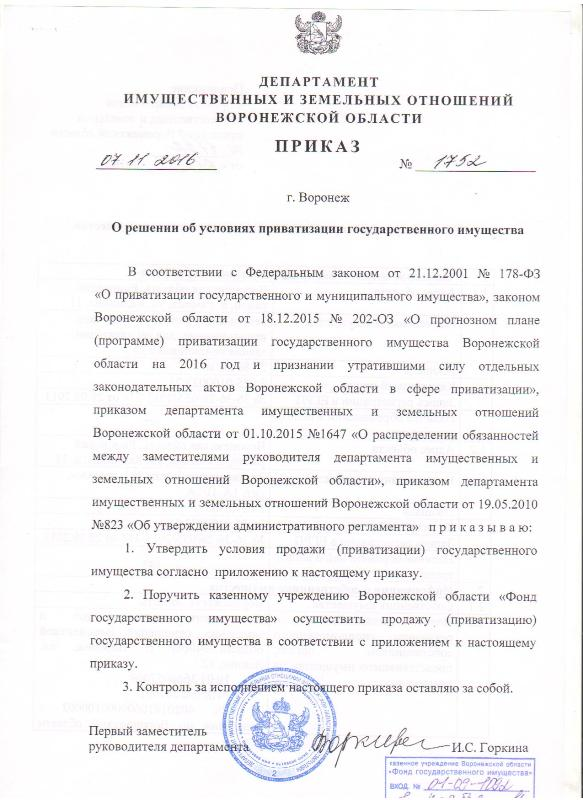 ДЕПАРТАМЕНТ
ИМУЩЕСТВЕННЫХ И ЗЕМЕЛЬНЫХ ОТНОШЕНИЙ
ВОРОНЕЖСКОЙ ОБЛАСТИ
ПРИКАЗ
07 11 2016 № 1752
г. Воронеж
О решении об условиях приватизации государственного имущества
В соответствии с Федеральным законом от 21.12.2001 № 178-ФЗ
«О приватизации государственного и муниципального имущества», законом
Воронежской области от 18.12.2015 № 202-ОЗ «О прогнозном плане
(программе) приватизации государственного имущества Воронежской
области на 2016 год и признании утратившими силу отдельных
законодательных актов Воронежской области в сфере приватизации»,
приказом департамента имущественных и земельных отношений
Воронежской области от 01.10.2015 №1647 «О распределении обязанностей
между заместителями руководителя департамента имущественных и
земельных отношений Воронежской области», приказом департамента
имущественных и земельных отношений Воронежской области от 19.05.2010
№823 «Об утверждении административного регламента» п р и к а з ы в а ю:
1. Утвердить условия продажи (приватизации) государственного
имущества согласно приложению к настоящему приказу.
2. Поручить казенному учреждению Воронежской области «Фонд
государственного имущества» осуществить продажу (приватизацию)
государственного имущества в соответствии с приложением к настоящему
приказу.
3. Контроль за исполнением настоящего приказа оставляю за собой.
Первый заместитель
руководителя департамента И.С. Горкина
2
газенное учреждение Воронежской области
«Фонд государственного имущества»
ВХОД. №